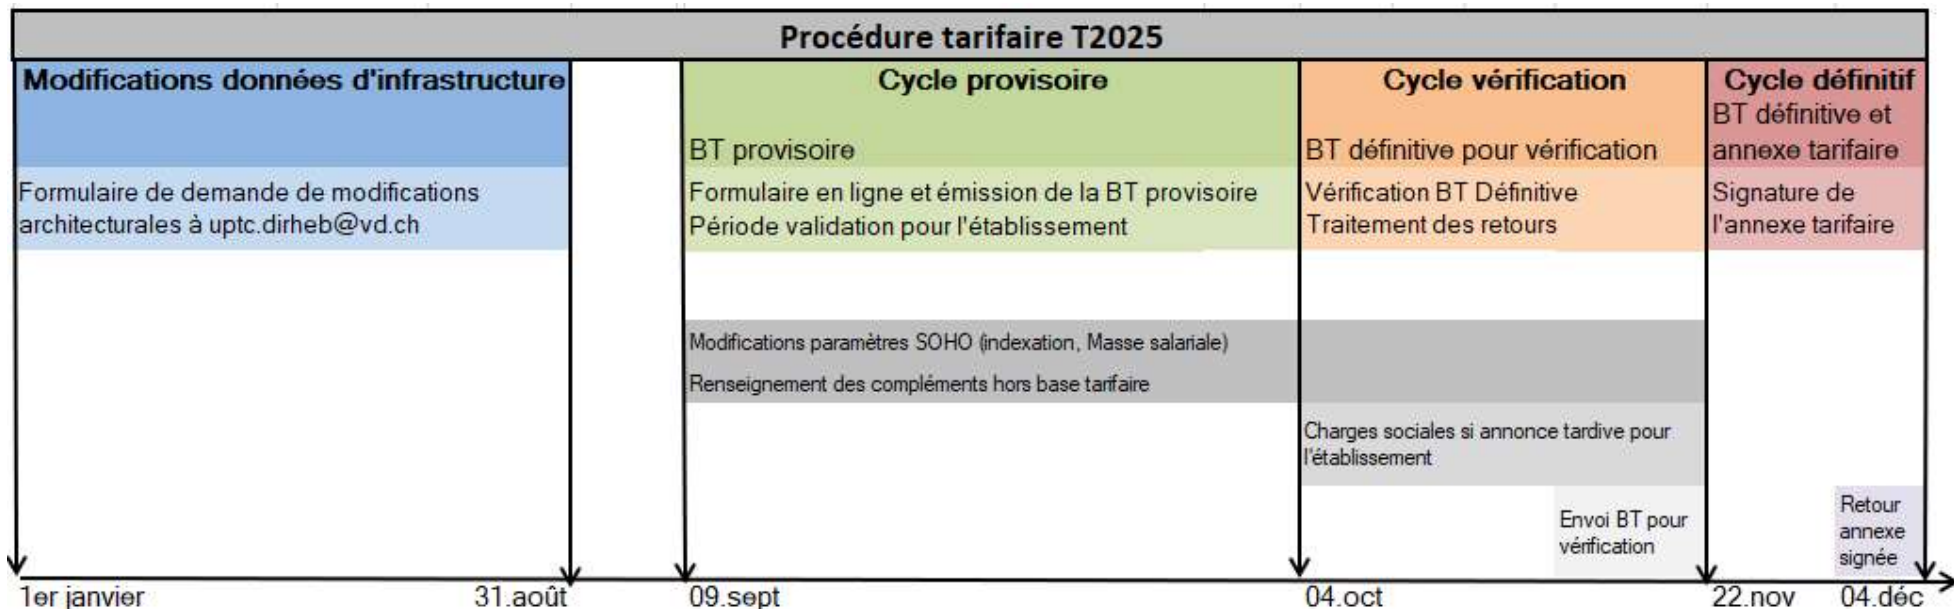 Procédure tarifaire T2025
Modifications données d'infrastructure
Cycle provisoire
Cycle vérification
Cycle définitif
BT provisoire
BT définitive pour vérification
BT définitive et
annexe tarifaire
Formulaire de demande de modifications
architecturales à uptc.dirheb@vd.ch
Formulaire en ligne et émission de la BT provisoire
Période validation pour l'établissement
Vérification BT Définitive
Traitement des retours
Signature de
l'annexe tarifaire
Modifications paramètres SOHO (indexation, Masse salariale)
Renseignement des compléments hors base tarifaire
Charges sociales si annonce tardive pour
l'établissement
Envoi BT pour
vérification
Retour
annexe
signée
1er janvier
31.août
09.sept
04.oct
22.nov
04.déc